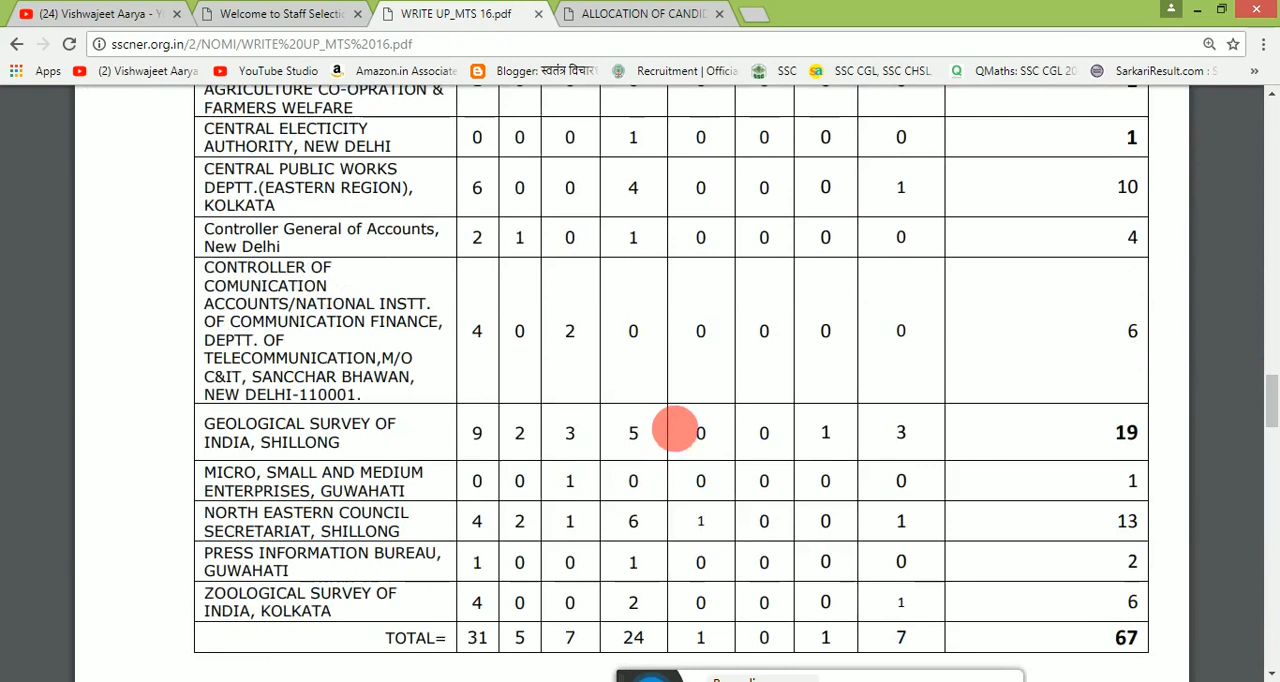 (24) Vishwajeet Aarya - Y
Welcome to Staff Selecti
WRITE UP_MTS 16.pdf
ALLOCATION OF CANDID
sscner.org.in/2/NOMI/WRITE%20UP_MTS%2016.pdf
Apps
(2) Vishwajeet Aarya
YouTube Studio
Amazon.in Associate
Blogger: स्वतंत्र विचार
Recruitment | Officia
SSC
SSC CGL, SSC CHSL,
QMaths: SSC CGL 20
SarkariResult.com : S
»
AGRICULTURE CO-OPRATION &
FARMERS WELFARE
CENTRAL ELECTICITY
AUTHORITY, NEW DELHI
0 0 0 1 0 0 0 0 1
CENTRAL PUBLIC WORKS
DEPTT.(EASTERN REGION),
KOLKATA
6 0 0 4 0 0 0 1 10
Controller General of Accounts,
New Delhi
2 1 0 1 0 0 0 0 4
CONTROLLER OF
COMUNICATION
ACCOUNTS/NATIONAL INSTT.
OF COMMUNICATION FINANCE,
DEPTT. OF
TELECOMMUNICATION,M/O
C&IT, SANCCHAR BHAWAN,
NEW DELHI-110001.
4 0 2 0 0 0 0 0 6
GEOLOGICAL SURVEY OF
INDIA, SHILLONG
9 2 3 5 0 0 1 3 19
MICRO, SMALL AND MEDIUM
ENTERPRISES, GUWAHATI
0 0 1 0 0 0 0 0 1
NORTH EASTERN COUNCIL
SECRETARIAT, SHILLONG
4 2 1 6 1 0 0 1 13
PRESS INFORMATION BUREAU,
GUWAHATI
1 0 0 1 0 0 0 0 2
ZOOLOGICAL SURVEY OF
INDIA, KOLKATA
4 0 0 2 0 0 0 1 6
TOTAL= 31 5 7 24 1 0 1 7 67